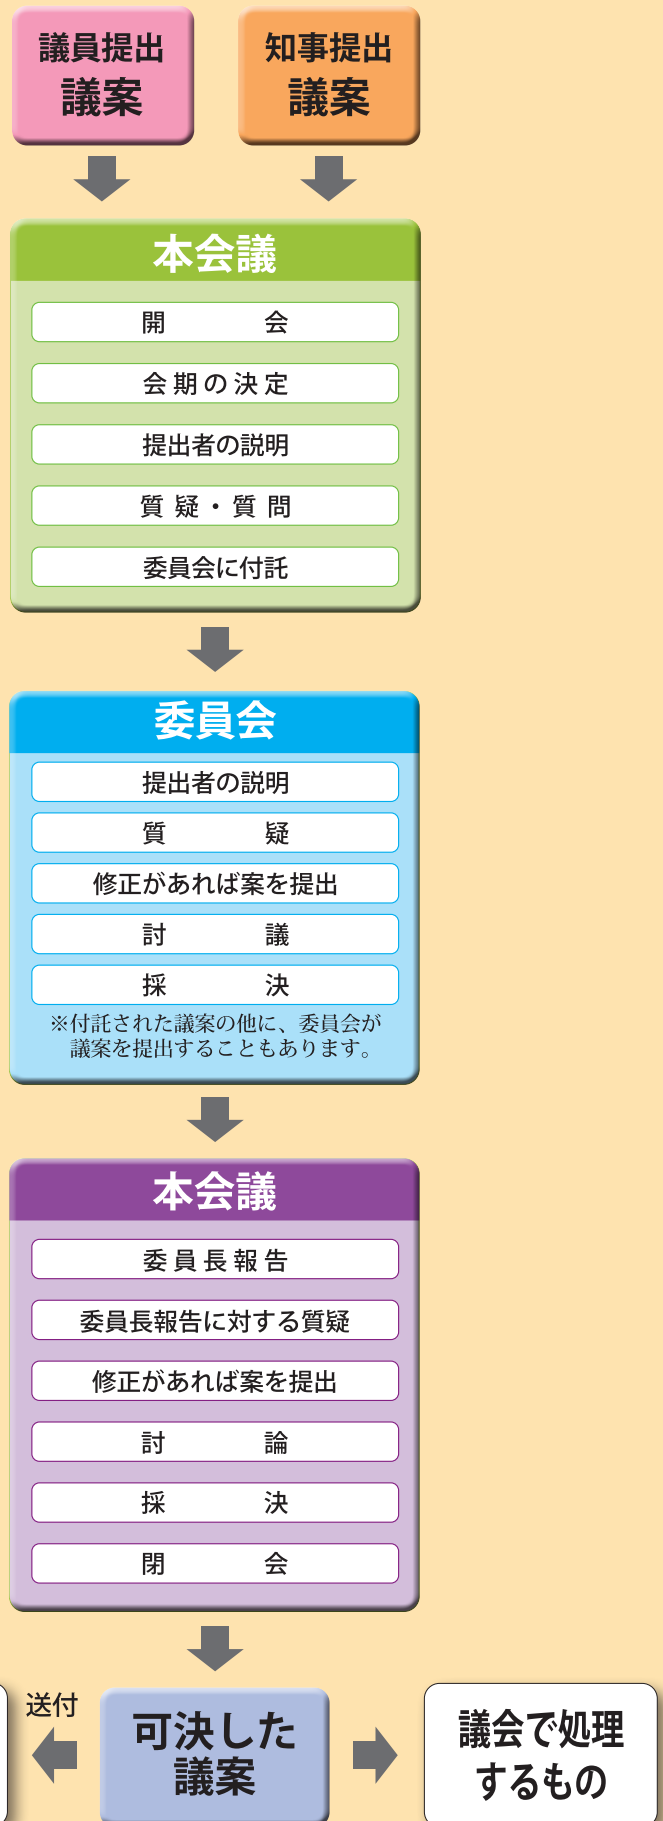 議員提出
議案
知事提出
議案
本会議
開会
会期の決定
提出者の説明
質疑・質問
委員会に付託
委員会
提出者の説明
質疑
修正があれば案を提出
討議
採決
※付託された議案の他に、委員会が
議案を提出することもあります。
本会議
委員長報告
委員長報告に対する質疑
修正があれば案を提出
討論
採決
閉会
送付
可決した
議案
議会で処理
するもの